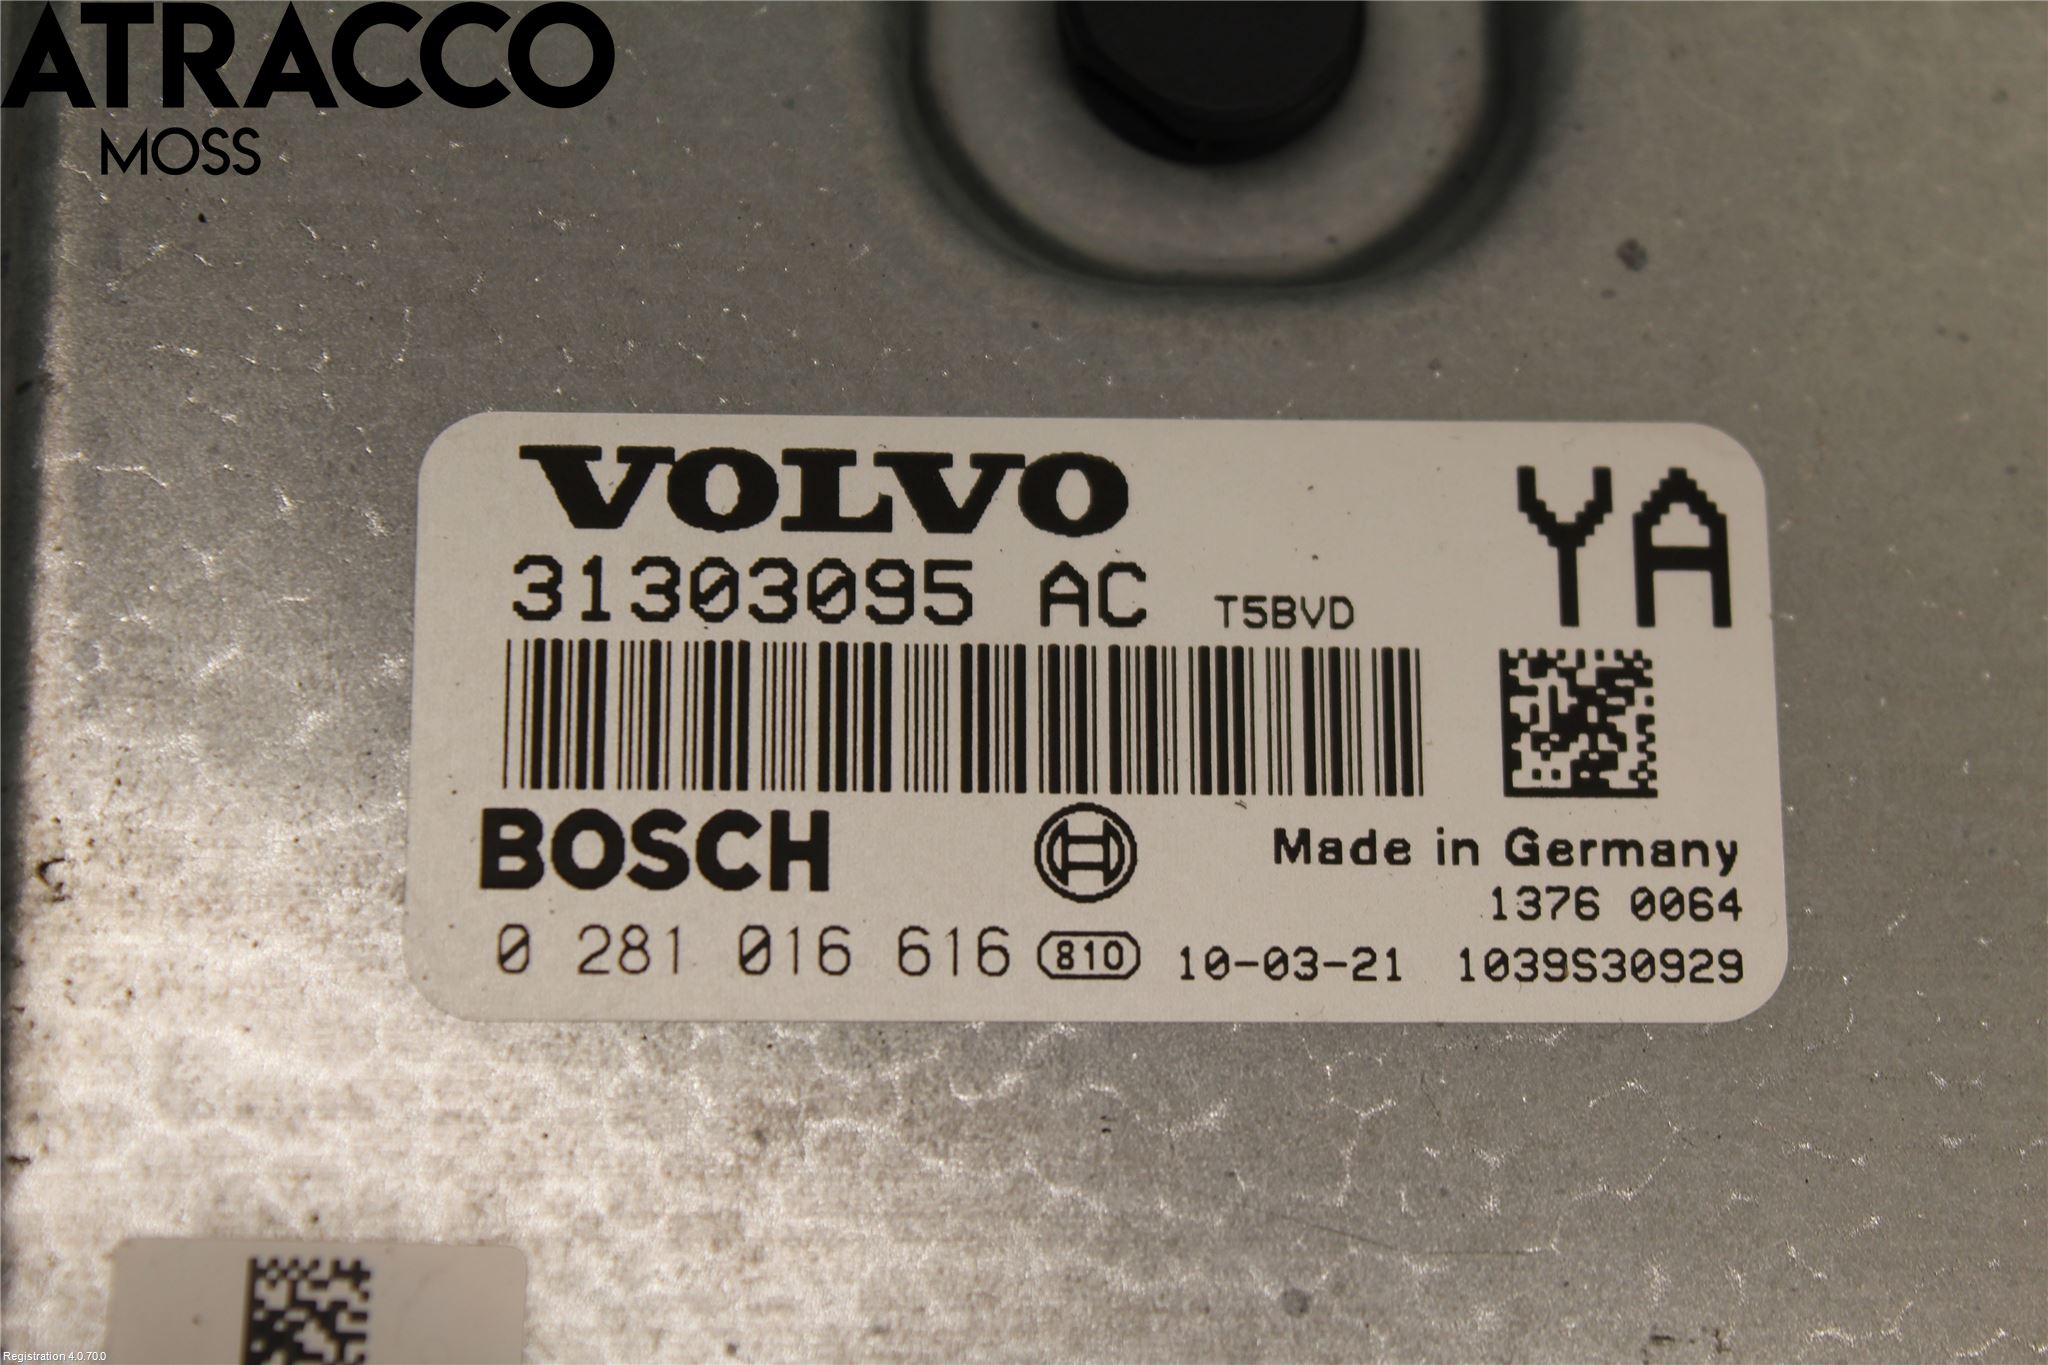 ATRACCO
MOSS
VOLVO
YA
31303095 AC T5BVD
BOSCH
Made in Germany
1376 0064
0 281 016 616 810 10-03-21 1039S30929
Registration 4.0.70.0